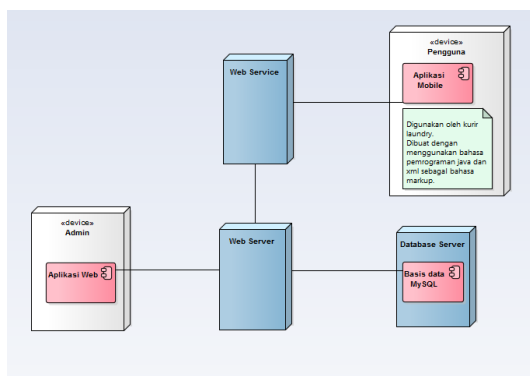 «device»
Pengguna
Aplikasi
Mobile
Digunakan oleh kurir
laundry.
Dibuat dengan
menggunakan bahasa
pemrograman java dan
xml sebagai bahasa
markup.
Web Service
«device»
Admin
Aplikasi Web
Web Server
Database Server
Basis data
MySQL